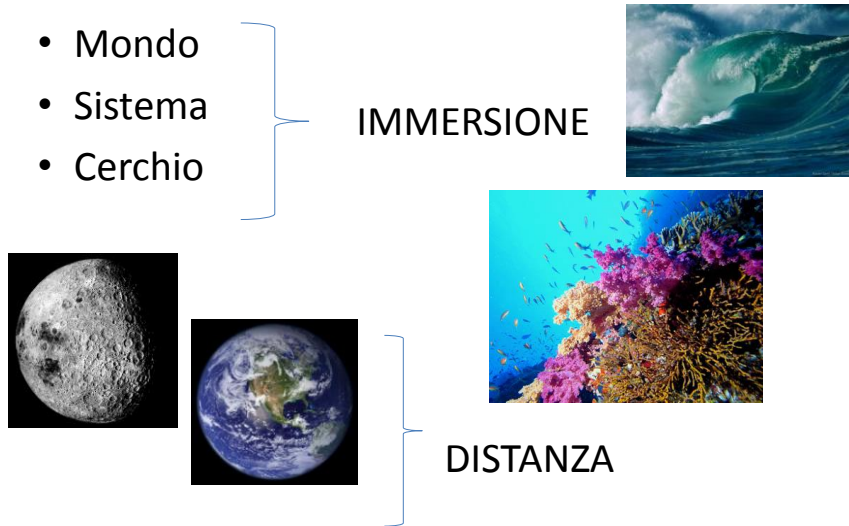 • Mondo
• Sistema
• Cerchio
IMMERSIONE
DISTANZA